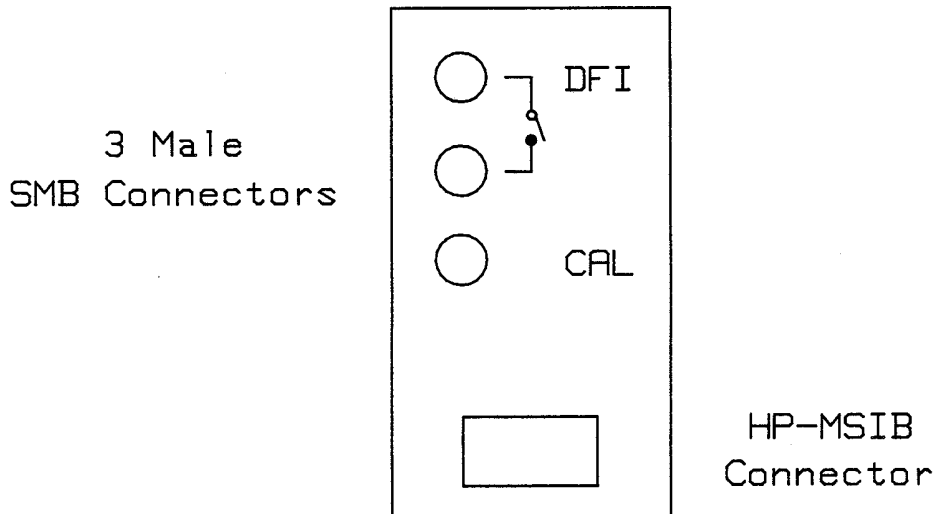 DFI
3 Male
SMB Connectors
CAL
HP-MSIB
Connector